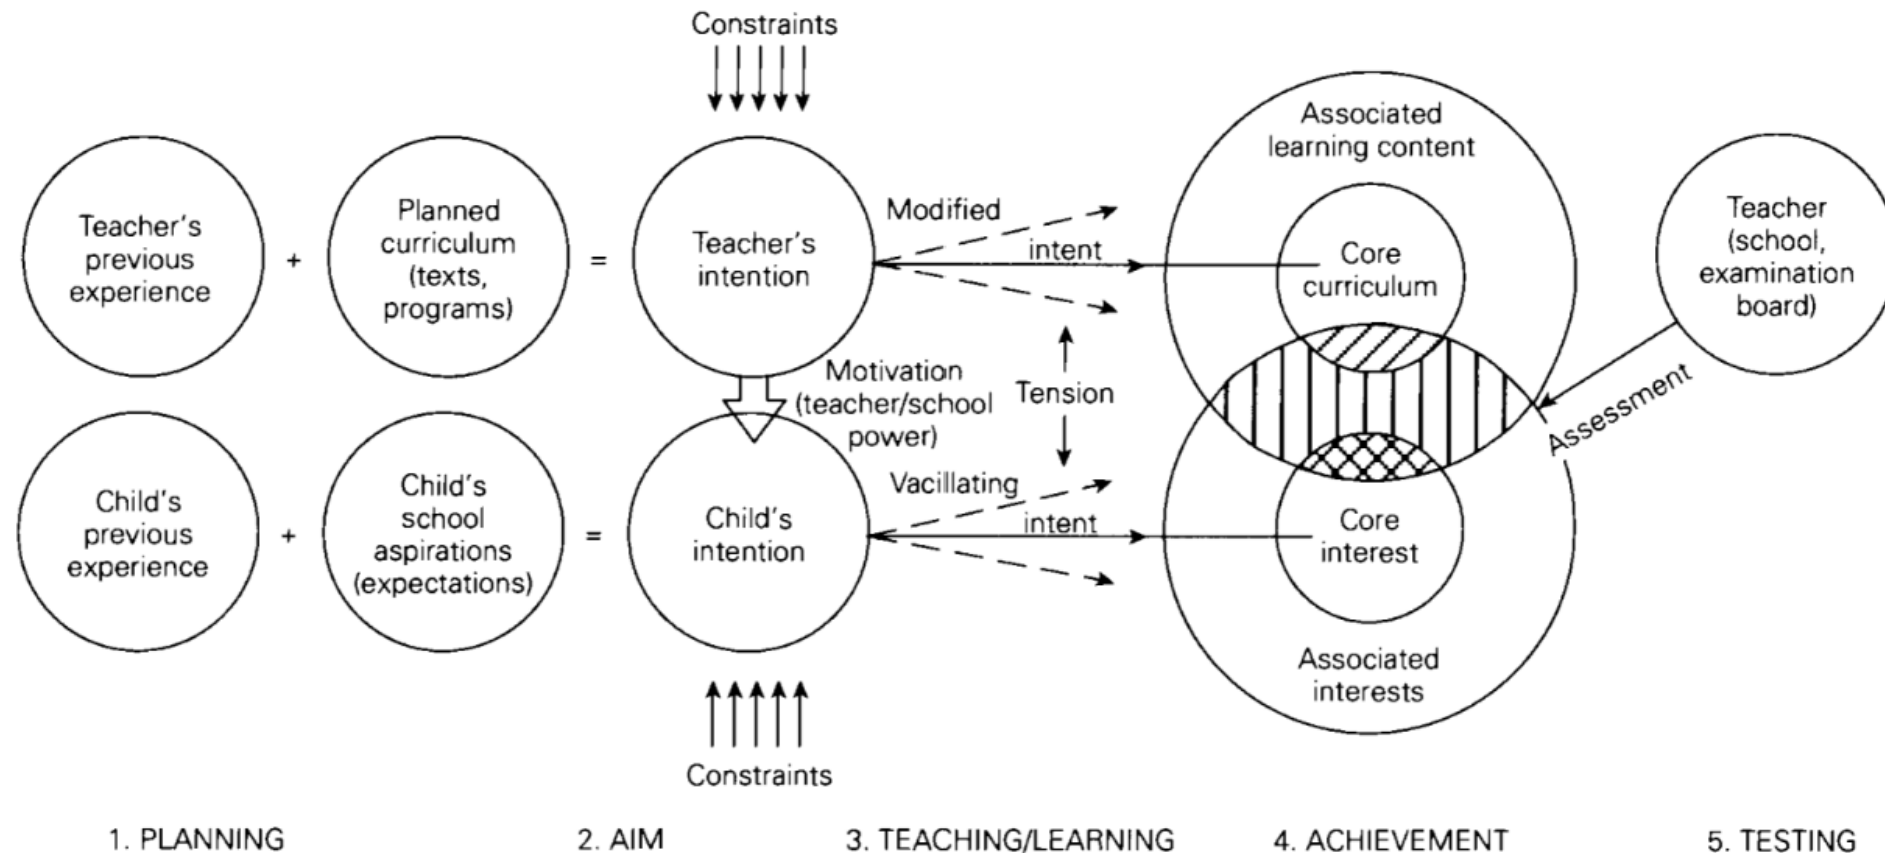 Constraints
Teacher's
previous
experience
+
Planned
curriculum
(texts,
programs)
=
Teacher's
intention
Modified
intent
Associated
learning content
Core
curriculum
Teacher
(school,
examination
board)
Motivation
(teacher/school
power)
Tension
Assessment
Child's
previous
experience
+
Child's
school
aspirations
(expectations)
=
Child's
intention
Vacillating
intent
Core
interest
Associated
interests
Constraints
1. PLANNING
2. AIM
3. TEACHING/LEARNING
4. ACHIEVEMENT
5. TESTING